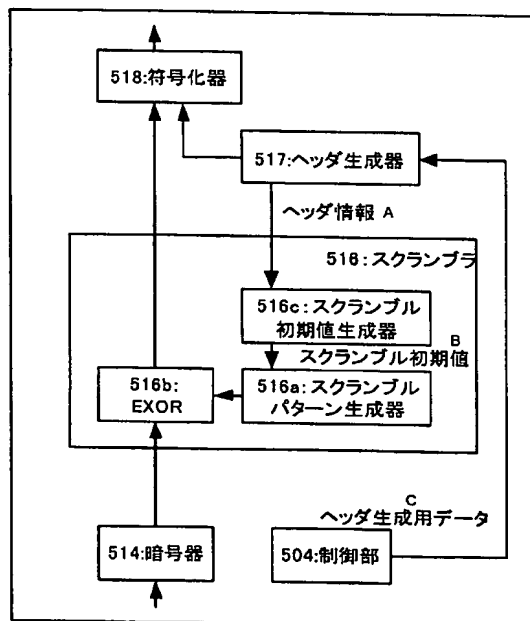 518:符号化器
517:ヘッダ生成器
ヘッダ情報 A
516:スクランブラ
516c:スクランブル
初期値生成器
B
スクランブル初期値
516b:
EXOR
516a:スクランブル
パターン生成器
C
ヘッダ生成用データ
514:暗号器
504:制御部